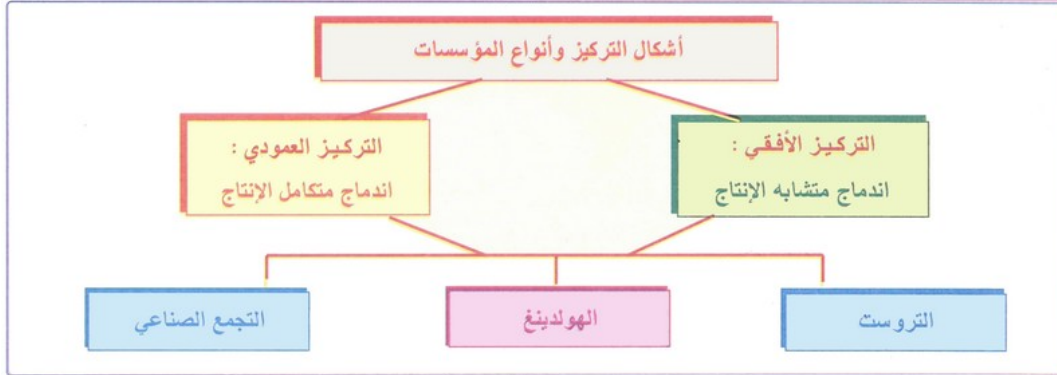 أشكال التركيز وأنواع المؤسسات
التركيز الأفقي :
اندماج متشابه الإنتاج
التركيز العمودي :
اندماج متكامل الإنتاج
التروست
الهولدينغ
التجمع الصناعي